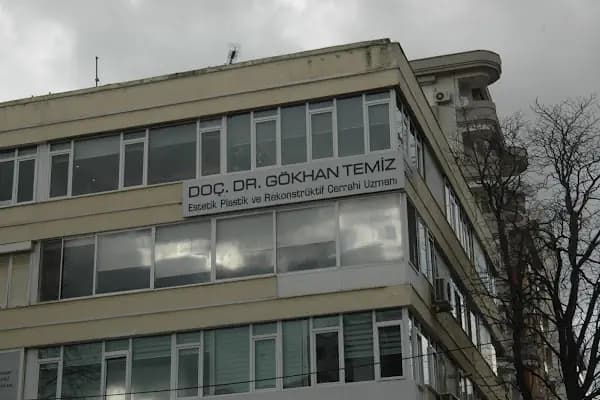 DOÇ. DR. GÖKHAN TEMİZ
Estetik Plastik ve Rekonstrüktif Cerrahi Uzmanı